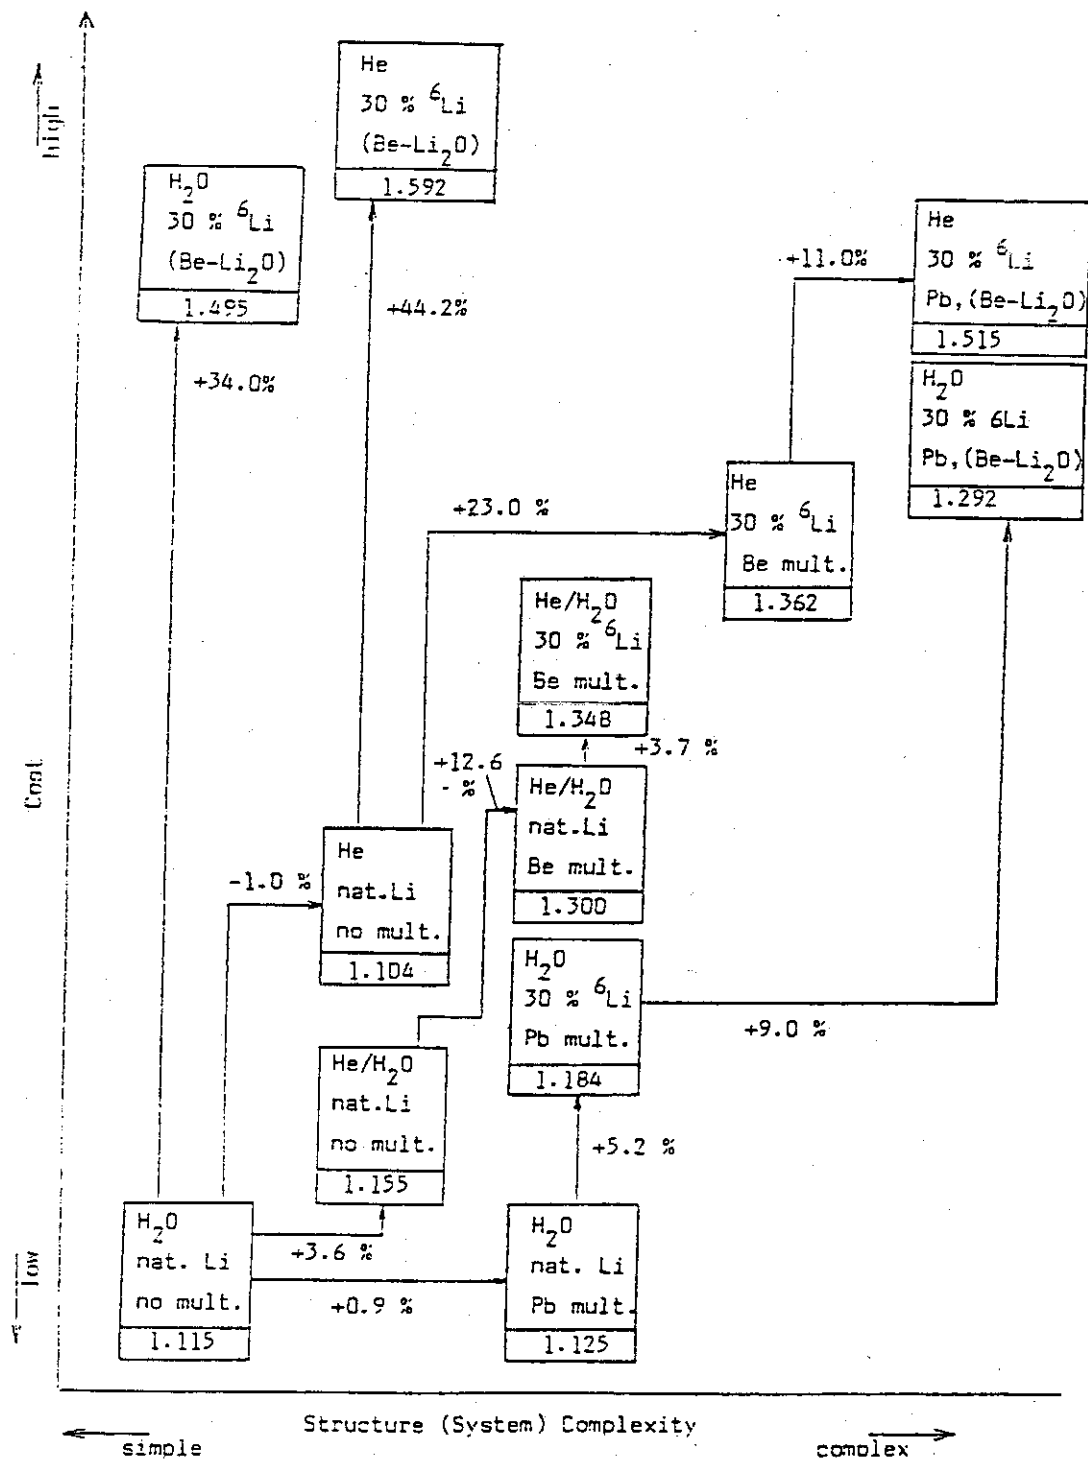 high
He
30 % ⁶Li
(Be-Li₂O)
1.592
H₂O
30 % ⁶Li
(Be-Li₂O)
1.495
+34.0%
+44.2%
+11.0%
He
30 % ⁶Li
Pb,(Be-Li₂O)
1.515
H₂O
30 % 6Li
Pb,(Be-Li₂O)
1.292
+23.0 %
He
30 % ⁶Li
Be mult.
1.362
He/H₂O
30 % ⁶Li
Be mult.
1.348
+3.7 %
+12.6
- %
He/H₂O
nat.Li
Be mult.
1.300
Cost
He
nat.Li
no mult.
1.104
-1.0 %
H₂O
30 % ⁶Li
Pb mult.
1.184
+9.0 %
He/H₂O
nat.Li
no mult.
1.155
+5.2 %
H₂O
nat. Li
no mult.
1.115
+3.6 %
+0.9 %
H₂O
nat. Li
Pb mult.
1.125
low
Structure (System) Complexity
simple
complex